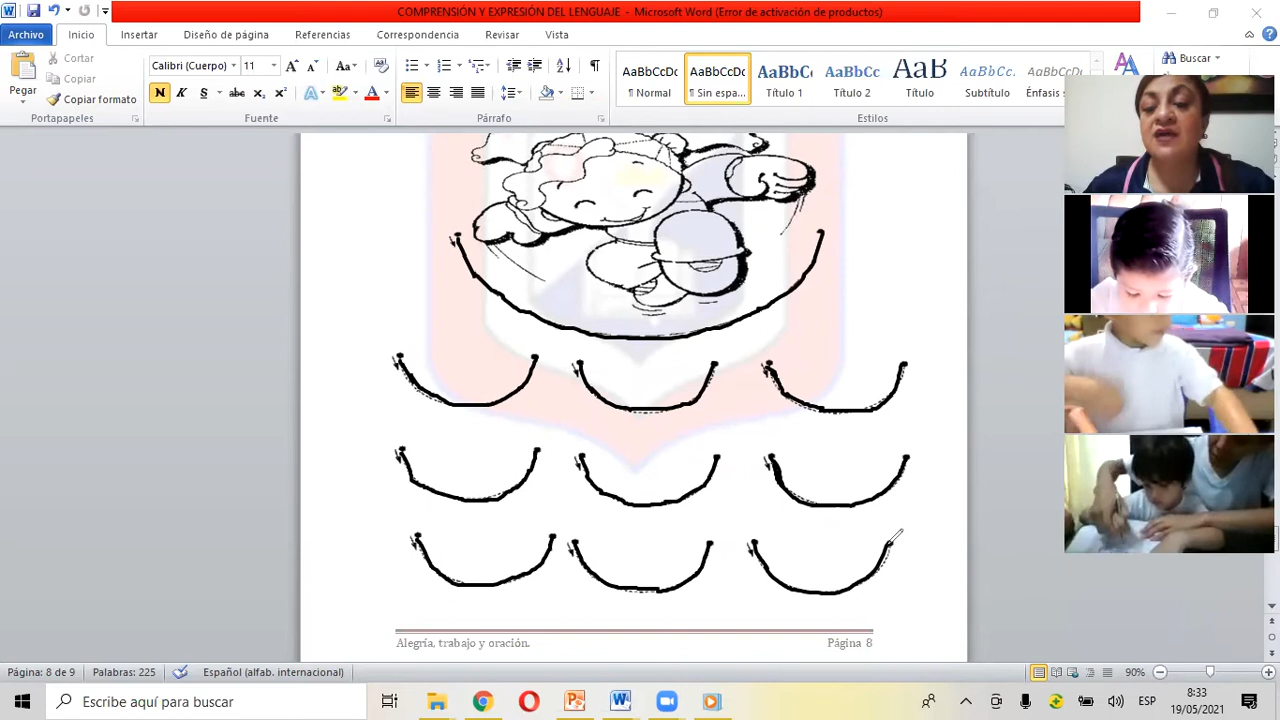 COMPRENSIÓN Y EXPRESIÓN DEL LENGUAJE - Microsoft Word (Error de activación de productos)
Archivo Inicio Insertar Diseño de página Referencias Correspondencia Revisar Vista
Cortar
Copiar
Copiar formato
Pegar
Portapapeles
Calibri (Cuerpo) 11
N K S abc x₂ x² A A
Aa
Fuente
Párrafo
AaBbCcDc AaBbCcDc AaBbC AaBbCc AaB AaBbCc. AaBbCcDc
¶ Normal ¶ Sin espa... Título 1 Título 2 Título Subtítulo Énfasis
Estilos
Buscar
Alegría, trabajo y oración. Página 8
Página: 8 de 9 Palabras: 225 Español (alfab. internacional) 90%
Escribe aquí para buscar
ESP
8:33
19/05/2021